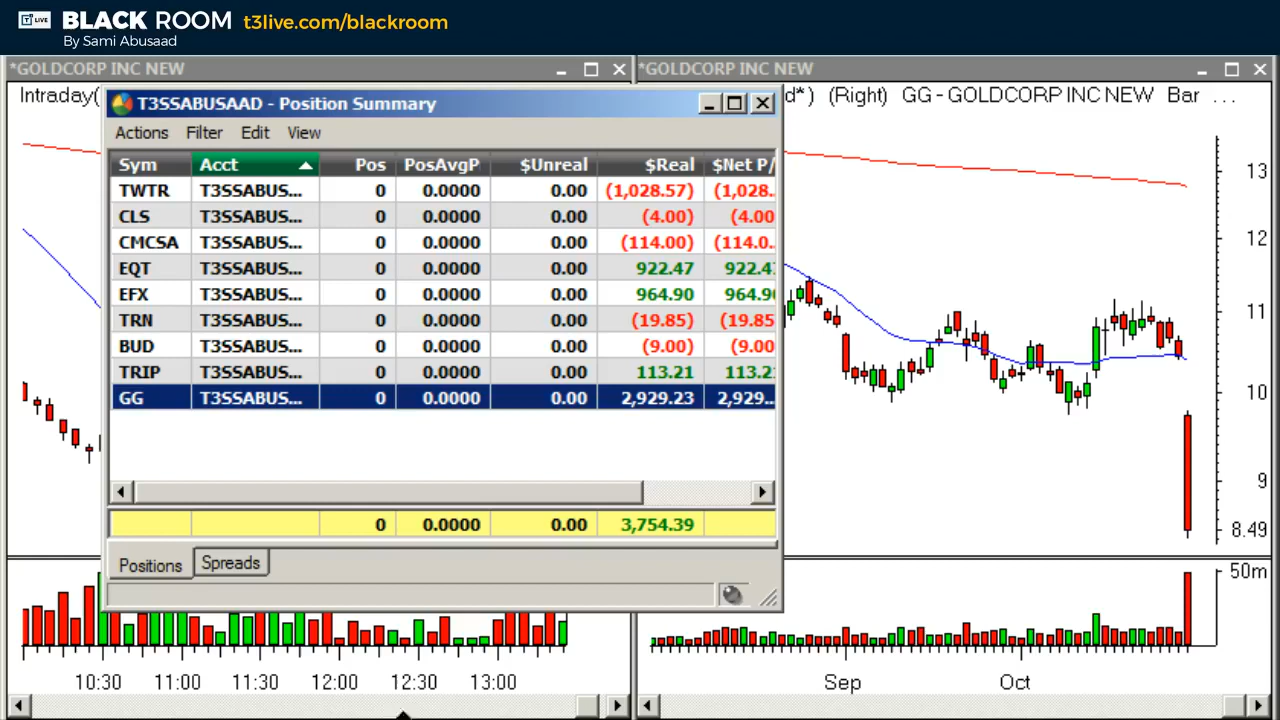 T3 LIVE BLACK ROOM t3live.com/blackroom
By Sami Abusaad
*GOLDCORP INC NEW
*GOLDCORP INC NEW
Intraday(
d*) (Right) GG - GOLDCORP INC NEW Bar ...
T3SSABUSAAD - Position Summary
Actions Filter Edit View
Sym Acct Pos PosAvgP $Unreal $Real $Net P/
TWTR T3SSABUS... 0 0.0000 0.00 (1,028.57) (1,028..
CLS T3SSABUS... 0 0.0000 0.00 (4.00) (4.00
CMCSA T3SSABUS... 0 0.0000 0.00 (114.00) (114.0..
EQT T3SSABUS... 0 0.0000 0.00 922.47 922.47
EFX T3SSABUS... 0 0.0000 0.00 964.90 964.90
TRN T3SSABUS... 0 0.0000 0.00 (19.85) (19.85
BUD T3SSABUS... 0 0.0000 0.00 (9.00) (9.00
TRIP T3SSABUS... 0 0.0000 0.00 113.21 113.21
GG T3SSABUS... 0 0.0000 0.00 2,929.23 2,929...
0 0.0000 0.00 3,754.39
Positions Spreads
13
12
11
10
9
8.49
50m
10:30 11:00 11:30 12:00 12:30 13:00
Sep Oct